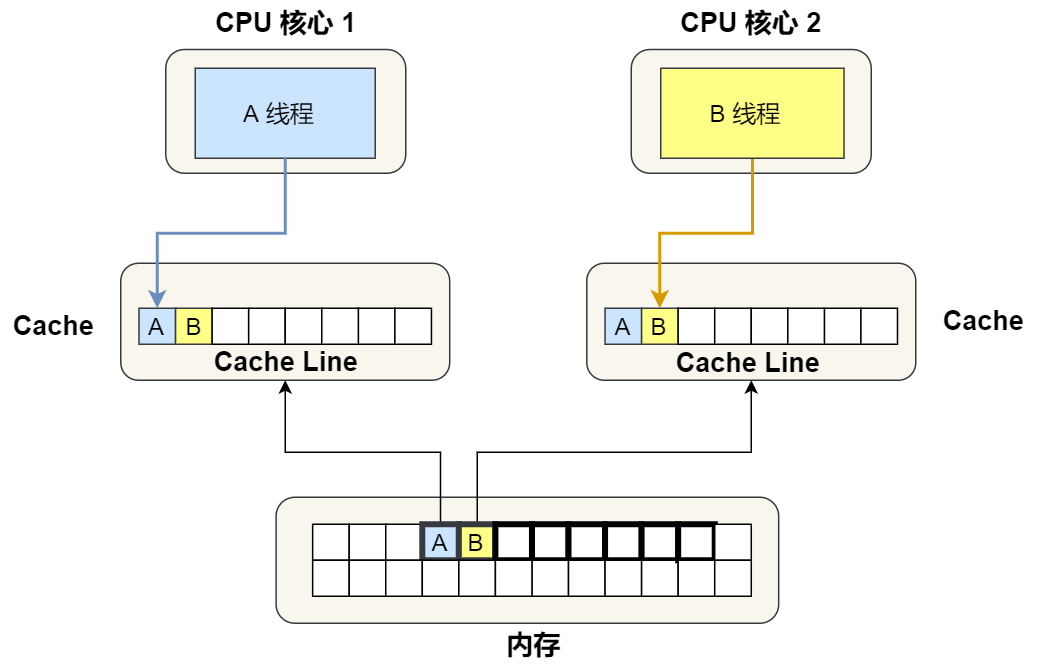 CPU 核心 1
CPU 核心 2
A 线程
B 线程
Cache
A B
Cache Line
A B
Cache Line
Cache
A B
内存